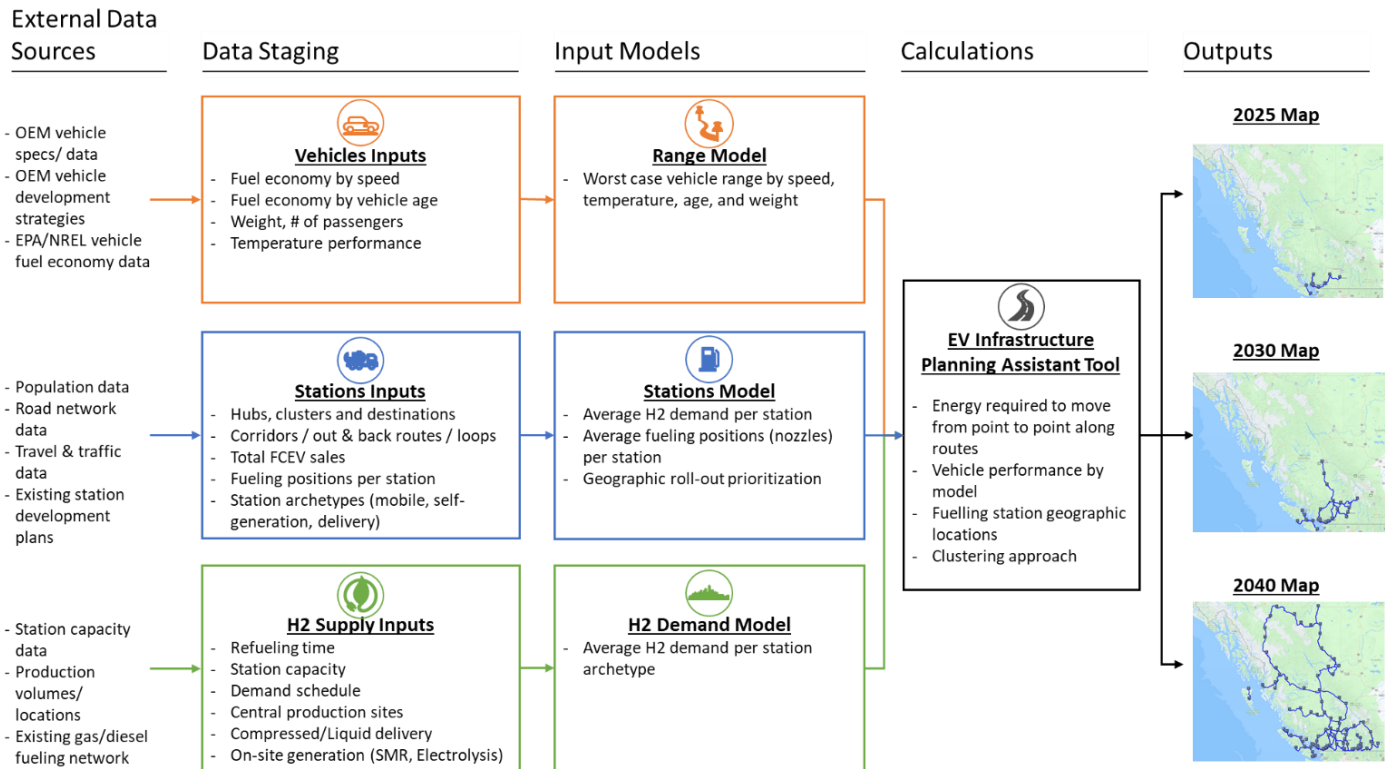 External Data
Sources
Data Staging
Input Models
Calculations
Outputs
- OEM vehicle
specs/ data
- OEM vehicle
development
strategies
- EPA/NREL vehicle
fuel economy data
Vehicles Inputs
- Fuel economy by speed
- Fuel economy by vehicle age
- Weight, # of passengers
- Temperature performance
Range Model
- Worst case vehicle range by speed,
temperature, age, and weight
- Population data
- Road network
data
- Travel & traffic
data
- Existing station
development
plans
Stations Inputs
- Hubs, clusters and destinations
- Corridors / out & back routes / loops
- Total FCEV sales
- Fueling positions per station
- Station archetypes (mobile, self-
generation, delivery)
Stations Model
- Average H2 demand per station
- Average fueling positions (nozzles)
per station
- Geographic roll-out prioritization
- Station capacity
data
- Production
volumes/
locations
- Existing gas/diesel
fueling network
H2 Supply Inputs
- Refueling time
- Station capacity
- Demand schedule
- Central production sites
- Compressed/Liquid delivery
- On-site generation (SMR, Electrolysis)
H2 Demand Model
- Average H2 demand per station
archetype
EV Infrastructure
Planning Assistant Tool
- Energy required to move
from point to point along
routes
- Vehicle performance by
model
- Fuelling station geographic
locations
- Clustering approach
2025 Map
2030 Map
2040 Map